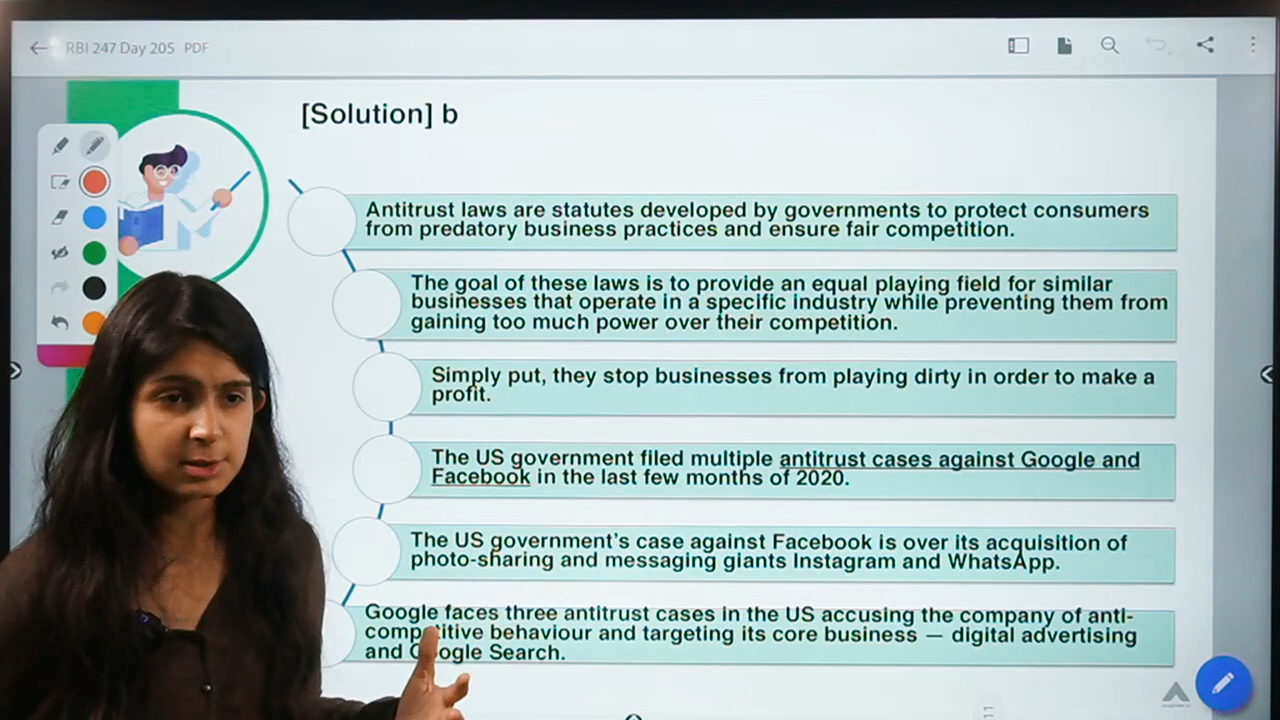 RBI 247 Day 205 PDF
[Solution] b
Antitrust laws are statutes developed by governments to protect consumers
from predatory business practices and ensure fair competition.
The goal of these laws is to provide an equal playing field for similar
businesses that operate in a specific industry while preventing them from
gaining too much power over their competition.
Simply put, they stop businesses from playing dirty in order to make a
profit.
The US government filed multiple antitrust cases against Google and
Facebook in the last few months of 2020.
The US government's case against Facebook is over its acquisition of
photo-sharing and messaging giants Instagram and WhatsApp.
Google faces three antitrust cases in the US accusing the company of anti-
competitive behaviour and targeting its core business — digital advertising
and Google Search.
11